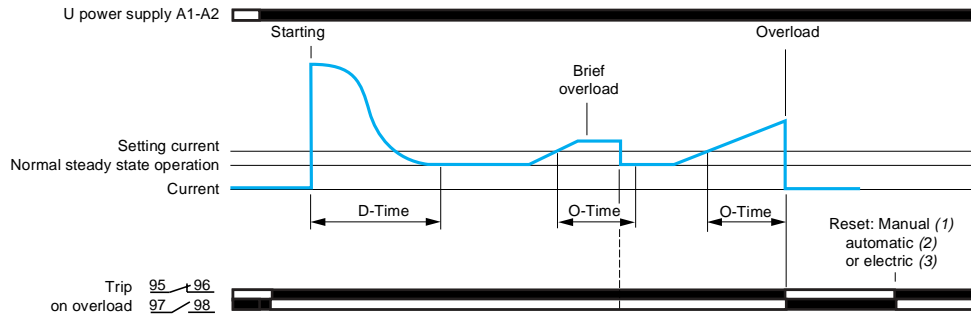 U power supply A1-A2
Starting
Overload
Brief
overload
Setting current
Normal steady state operation
Current
D-Time
O-Time
O-Time
Reset: Manual (1)
automatic (2)
or electric (3)
Trip 95 96
on overload 97 98